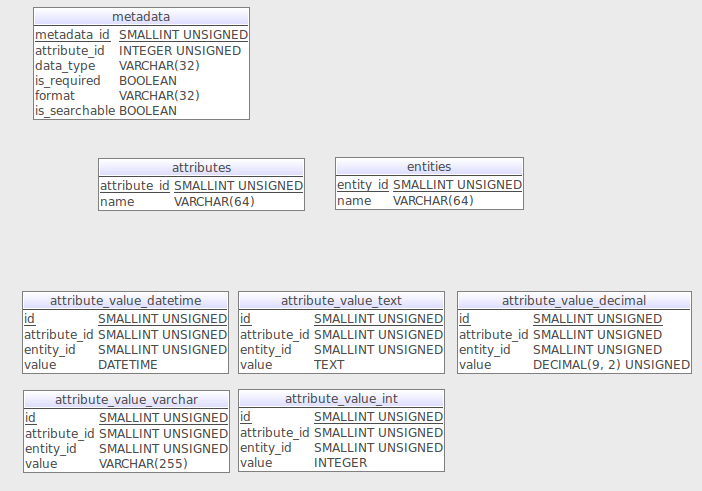 metadata
metadata_id SMALLINT UNSIGNED
attribute_id INTEGER UNSIGNED
data_type VARCHAR(32)
is_required BOOLEAN
format VARCHAR(32)
is_searchable BOOLEAN
attributes
attribute_id SMALLINT UNSIGNED
name VARCHAR(64)
entities
entity_id SMALLINT UNSIGNED
name VARCHAR(64)
attribute_value_datetime
id SMALLINT UNSIGNED
attribute_id SMALLINT UNSIGNED
entity_id SMALLINT UNSIGNED
value DATETIME
attribute_value_text
id SMALLINT UNSIGNED
attribute_id SMALLINT UNSIGNED
entity_id SMALLINT UNSIGNED
value TEXT
attribute_value_decimal
id SMALLINT UNSIGNED
attribute_id SMALLINT UNSIGNED
entity_id SMALLINT UNSIGNED
value DECIMAL(9, 2) UNSIGNED
attribute_value_varchar
id SMALLINT UNSIGNED
attribute_id SMALLINT UNSIGNED
entity_id SMALLINT UNSIGNED
value VARCHAR(255)
attribute_value_int
id SMALLINT UNSIGNED
attribute_id SMALLINT UNSIGNED
entity_id SMALLINT UNSIGNED
value INTEGER